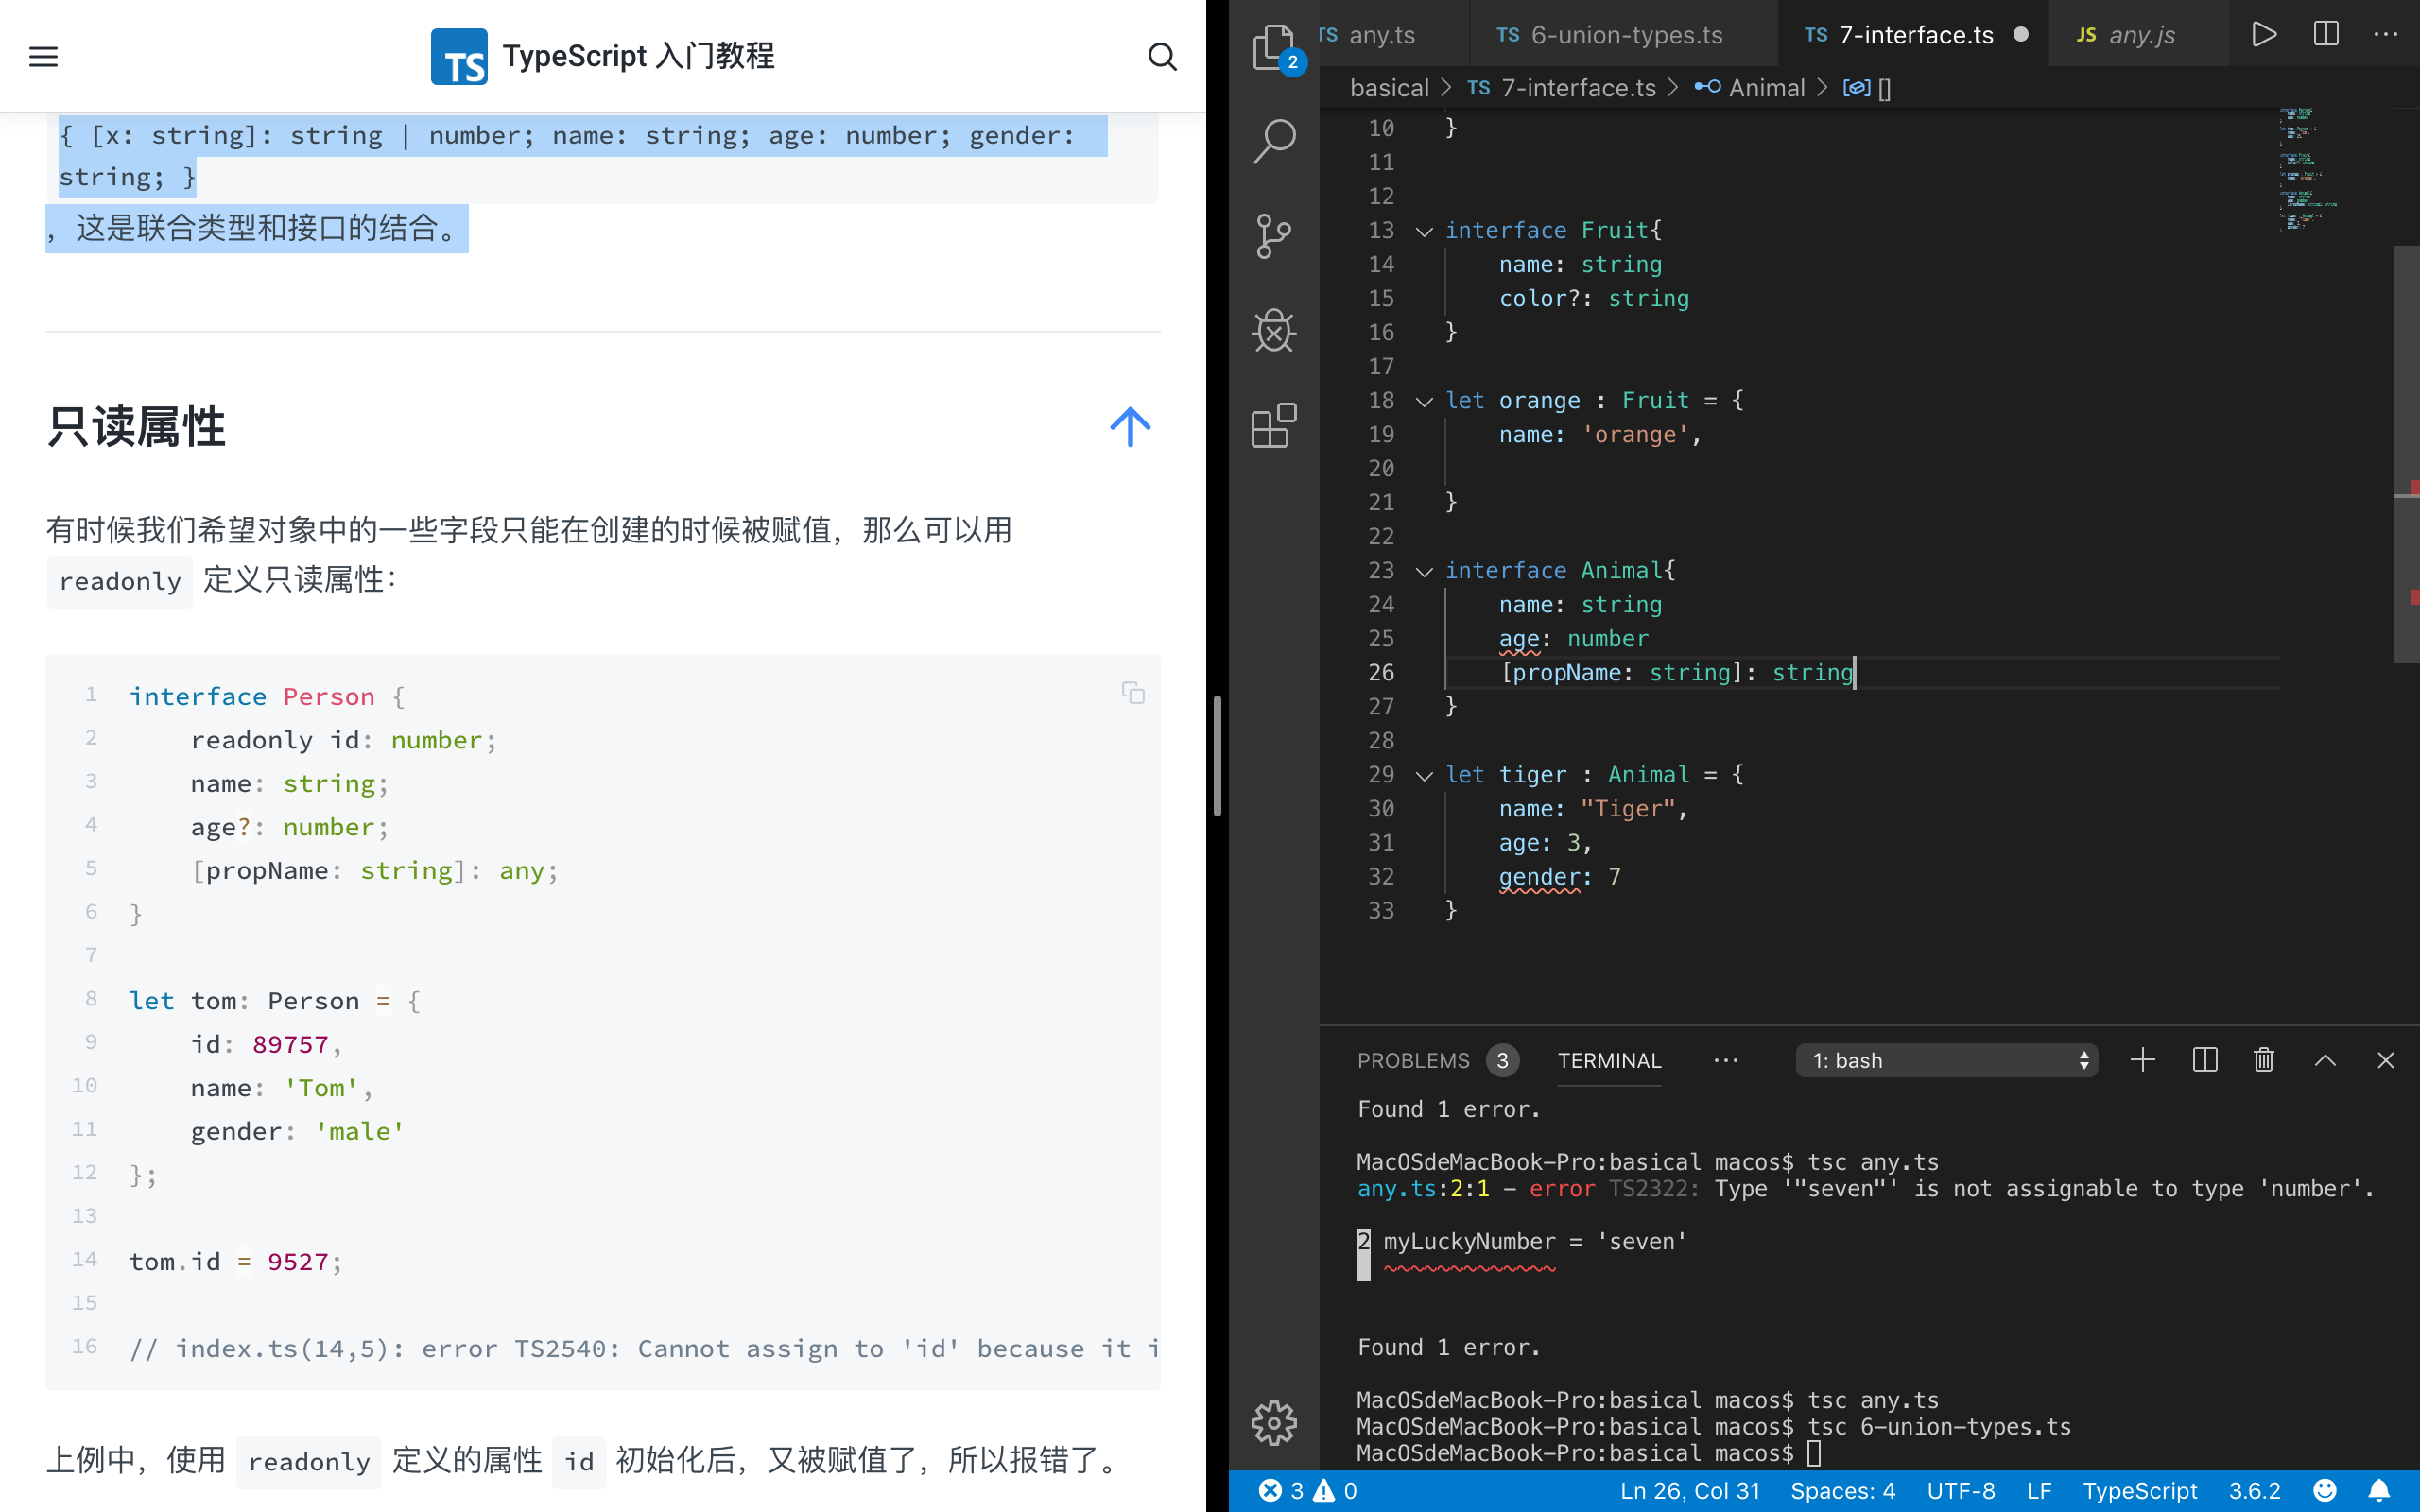 TS TypeScript 入门教程
{ [x: string]: string | number; name: string; age: number; gender:
string; }
，这是联合类型和接口的结合。
只读属性
有时候我们希望对象中的一些字段只能在创建的时候被赋值，那么可以用
readonly 定义只读属性：
1 interface Person {
2 readonly id: number;
3 name: string;
4 age?: number;
5 [propName: string]: any;
6 }
7
8 let tom: Person = {
9 id: 89757,
10 name: 'Tom',
11 gender: 'male'
12 };
13
14 tom.id = 9527;
15
16 // index.ts(14,5): error TS2540: Cannot assign to 'id' because it i
上例中，使用 readonly 定义的属性 id 初始化后，又被赋值了，所以报错了。
2
TS any.ts TS 6-union-types.ts TS 7-interface.ts JS any.js
basical > TS 7-interface.ts > Animal > []
10 }
11
12
13 interface Fruit{
14 name: string
15 color?: string
16 }
17
18 let orange : Fruit = {
19 name: 'orange',
20
21 }
22
23 interface Animal{
24 name: string
25 age: number
26 [propName: string]: string
27 }
28
29 let tiger : Animal = {
30 name: "Tiger",
31 age: 3,
32 gender: 7
33 }
PROBLEMS 3 TERMINAL ··· 1: bash
Found 1 error.
MacOSdeMacBook-Pro:basical macos$ tsc any.ts
any.ts:2:1 - error TS2322: Type '"seven"' is not assignable to type 'number'.
2 myLuckyNumber = 'seven'
Found 1 error.
MacOSdeMacBook-Pro:basical macos$ tsc any.ts
MacOSdeMacBook-Pro:basical macos$ tsc 6-union-types.ts
MacOSdeMacBook-Pro:basical macos$
3 0 Ln 26, Col 31 Spaces: 4 UTF-8 LF TypeScript 3.6.2